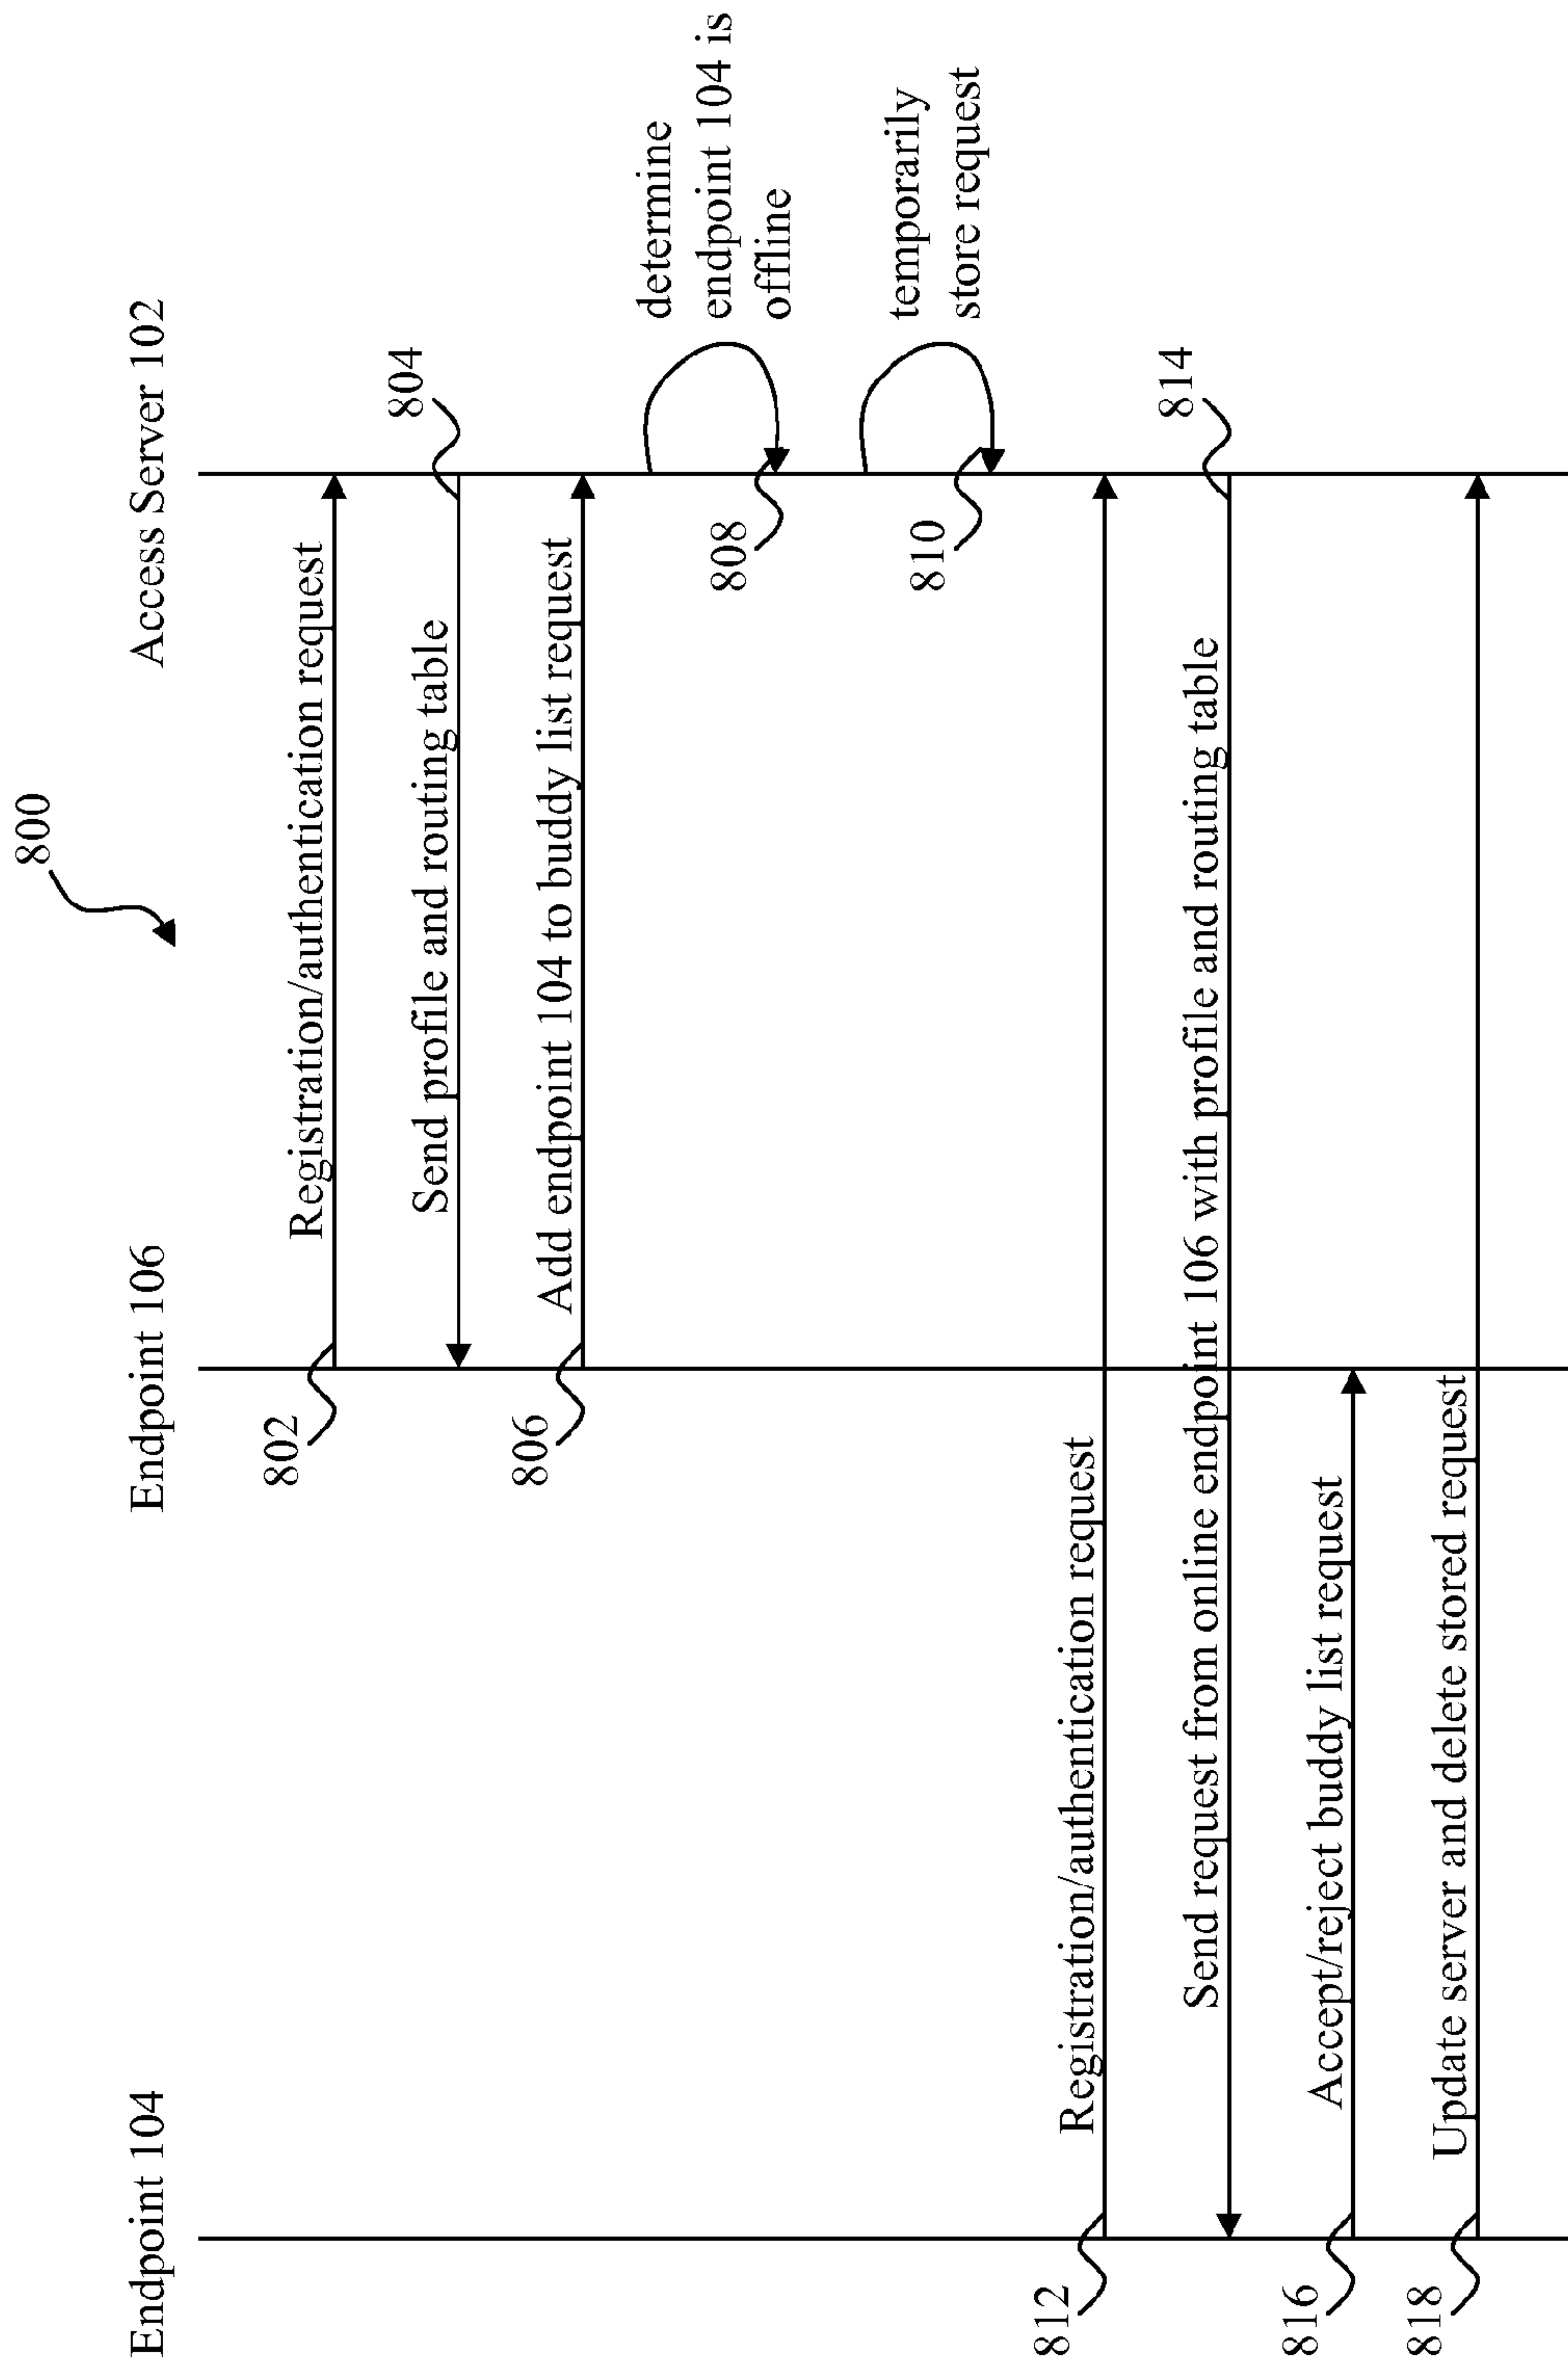 800
Endpoint 104
Endpoint 106
Access Server 102
802
Registration/authentication request
804
Send profile and routing table
806
Add endpoint 104 to buddy list request
determine
endpoint 104 is
offline
808
temporarily
store request
810
812
Registration/authentication request
814
Send request from online endpoint 106 with profile and routing table
816
Accept/reject buddy list request
818
Update server and delete stored request